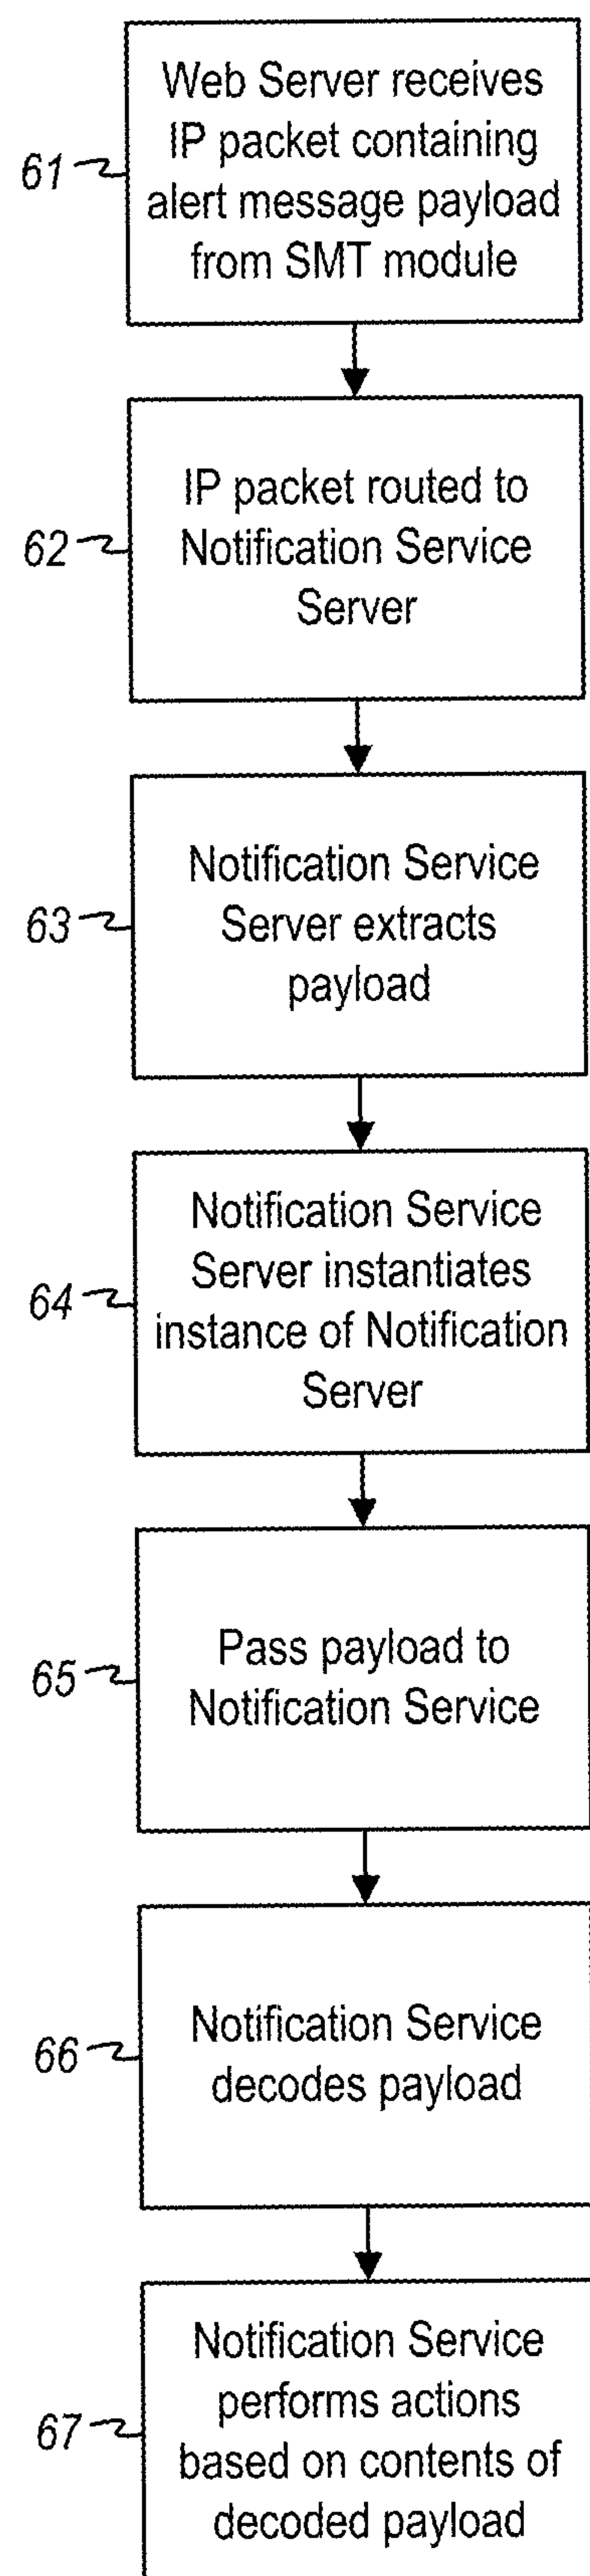 Web Server receives
IP packet containing
alert message payload
from SMT module
61
IP packet routed to
Notification Service
Server
62
Notification Service
Server extracts
payload
63
Notification Service
Server instantiates
instance of Notification
Server
64
Pass payload to
Notification Service
65
Notification Service
decodes payload
66
Notification Service
performs actions
based on contents of
decoded payload
67